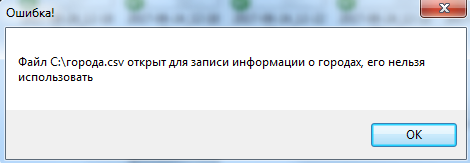 Ошибка!
Файл C:\города.csv открыт для записи информации о городах, его нельзя
использовать
OK